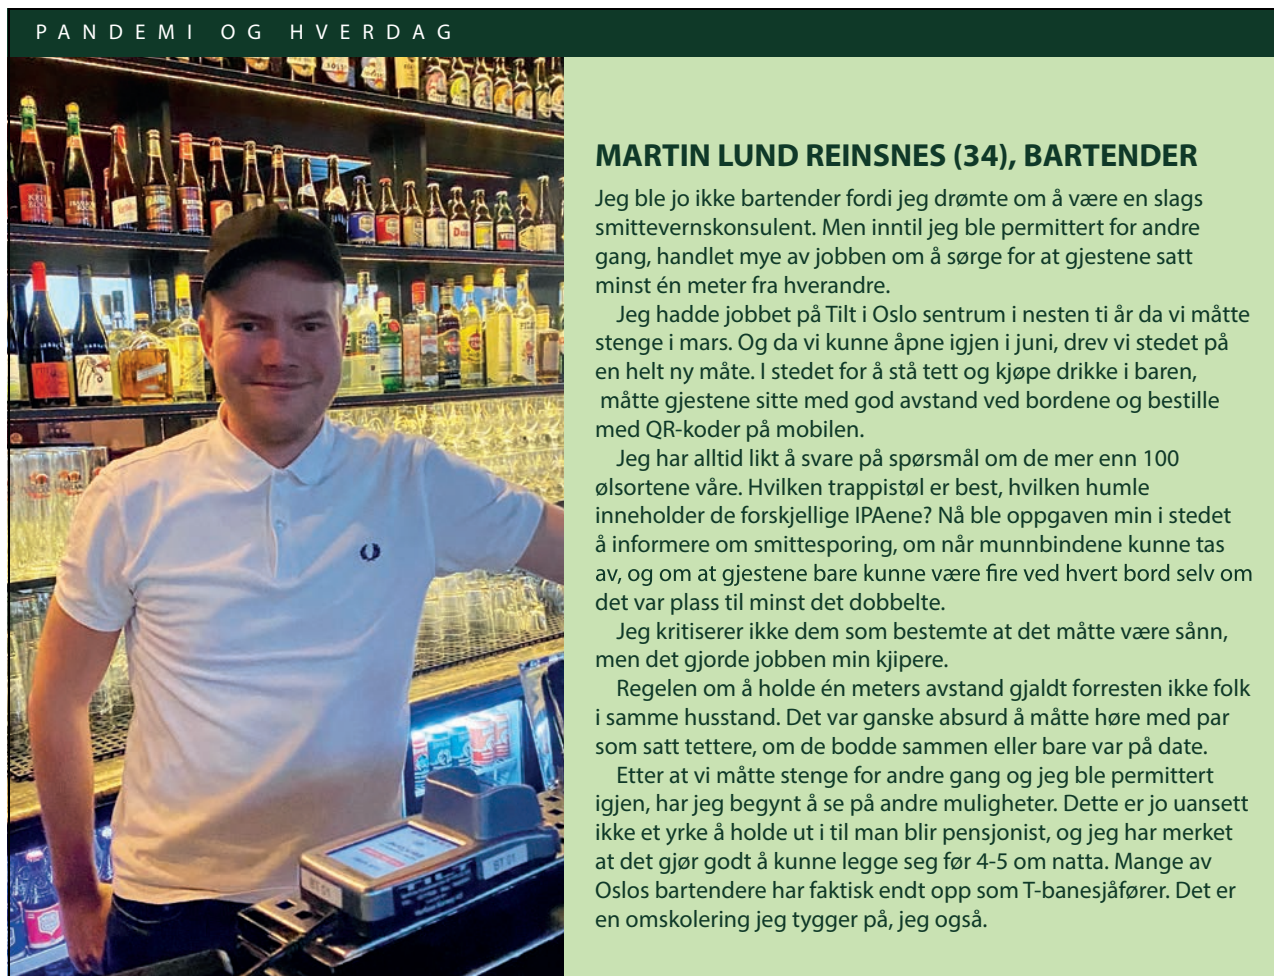 PANDEMI OG HVERDAG
MARTIN LUND REINSNES (34), BARTENDER
Jeg ble jo ikke bartender fordi jeg drømte om å være en slags
smittevernskonsulent. Men inntil jeg ble permittert for andre
gang, handlet mye av jobben om å sørge for at gjestene satt
minst én meter fra hverandre.
Jeg hadde jobbet på Tilt i Oslo sentrum i nesten ti år da vi måtte
stenge i mars. Og da vi kunne åpne igjen i juni, drev vi stedet på
en helt ny måte. I stedet for å stå tett og kjøpe drikke i baren,
måtte gjestene sitte med god avstand ved bordene og bestille
med QR-koder på mobilen.
Jeg har alltid likt å svare på spørsmål om de mer enn 100
ølsortene våre. Hvilken trappistøl er best, hvilken humle
inneholder de forskjellige IPAene? Nå ble oppgaven min i stedet
å informere om smittesporing, om når munnbindene kunne tas
av, og om at gjestene bare kunne være fire ved hvert bord selv om
det var plass til minst det dobbelte.
Jeg kritiserer ikke dem som bestemte at det måtte være sånn,
men det gjorde jobben min kjipere.
Regelen om å holde én meters avstand gjaldt forresten ikke folk
i samme husstand. Det var ganske absurd å måtte høre med par
som satt tettere, om de bodde sammen eller bare var på date.
Etter at vi måtte stenge for andre gang og jeg ble permittert
igjen, har jeg begynt å se på andre muligheter. Dette er jo uansett
ikke et yrke å holde ut i til man blir pensjonist, og jeg har merket
at det gjør godt å kunne legge seg før 4-5 om natta. Mange av
Oslos bartendere har faktisk endt opp som T-banesjåfører. Det er
en omskolering jeg tygger på, jeg også.
BT 01
BT 01